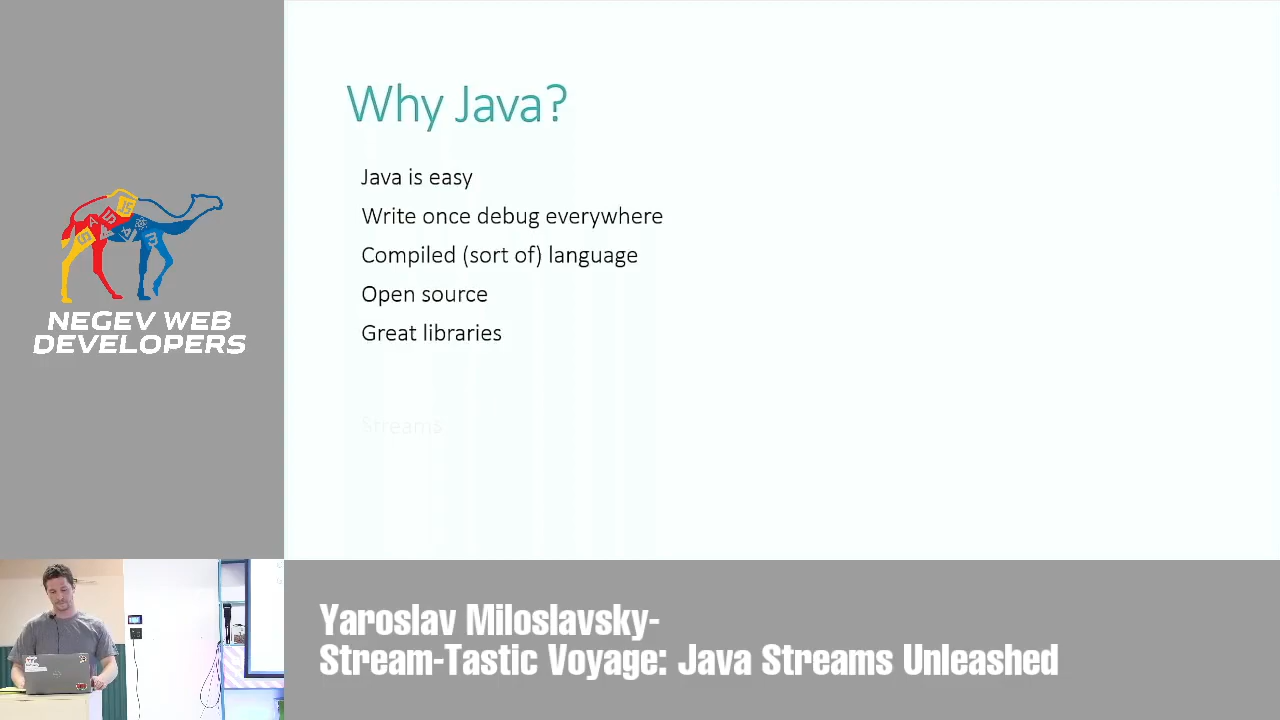 Why Java?
Java is easy
Write once debug everywhere
Compiled (sort of) language
Open source
Great libraries
Streams
NEGEV WEB
DEVELOPERS
Yaroslav Miloslavsky-
Stream-Tastic Voyage: Java Streams Unleashed